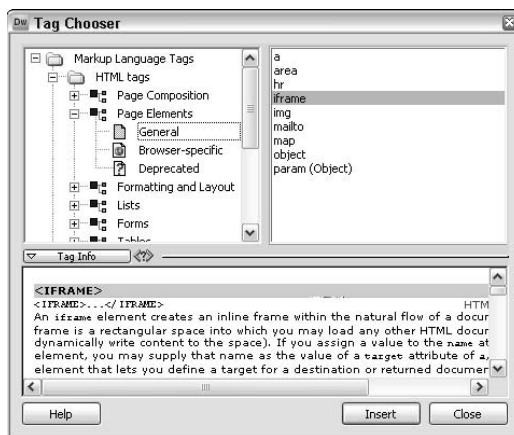 Dw Tag Chooser
Markup Language Tags
HTML tags
Page Composition
Page Elements
General
Browser-specific
Deprecated
Formatting and Layout
Lists
Forms
Tables
a
area
hr
iframe
img
mailto
map
object
param (Object)
Tag Info <?>
<IFRAME>
<IFRAME>...</IFRAME> HTM
An iframe element creates an inline frame within the natural flow of a docur
frame is a rectangular space into which you may load any other HTML docur
dynamically write content to the space). If you assign a value to the name at
element, you may supply that name as the value of a target attribute of a,
element that lets you define a target for a destination or returned documer
Help Insert Close